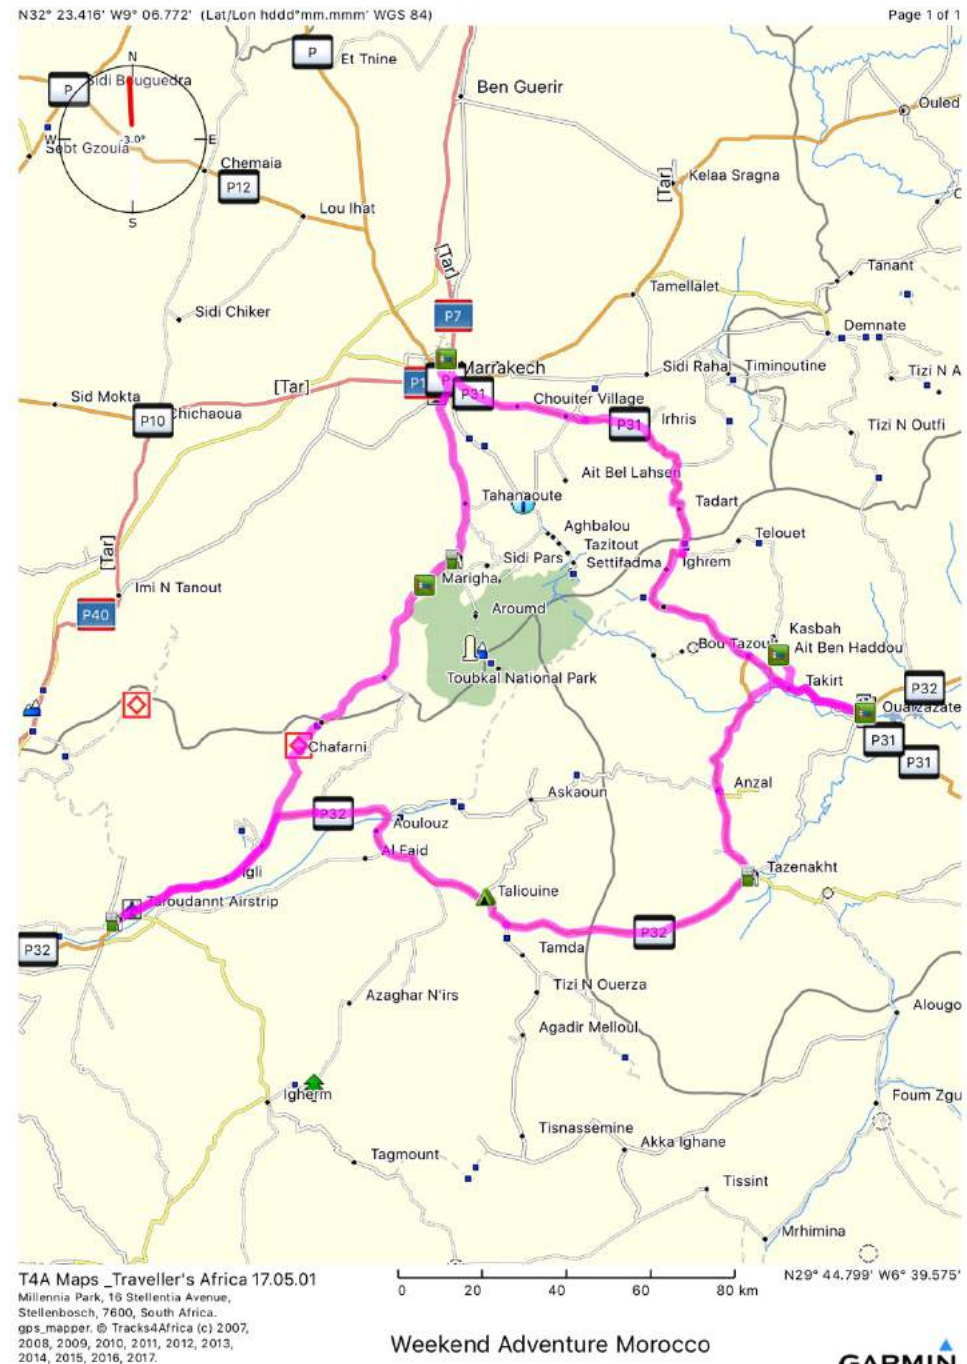 N32° 23.416' W9° 06.772' (Lat/Lon hddd°mm.mmm' WGS 84)
Page 1 of 1
N
P
Et Tnine
Sidi Bouguedra
P
Ben Guerir
Ouled
W
-3.0°
E
Sebt Gzoula
Chemaia
[Tar]
Kelaa Sragna
P12
S
Lou Ihat
[Tar]
Tanant
Tamellalet
Sidi Chiker
P7
Demnate
Marrakech
Sidi Rahal
Timinoutine
Tizi N A
[Tar]
P1
P31
Sid Mokta
Chouiter Village
P10
Chichaoua
P31
Irhris
Tizi N Outfi
Ait Bel Lahsen
Tahanaoute
Tadart
Aghbalou
Telouet
[Tar]
Tazitout
Sidi Pars
Settifadma
Ighrem
Marigha
Imi N Tanout
P40
Aroumd
Kasbah
Bou Tazoult
Ait Ben Haddou
Toubkal National Park
Takirt
P32
Ouarzazate
Chafarni
P31
P31
Anzal
Askaoun
P32
Aoulouz
Al Faid
Igli
Tazenakht
Taliouine
Taroudannt Airstrip
P32
P32
Tamda
Tizi N Ouerza
Azaghar N'irs
Alougo
Agadir Melloul
Igherm
Foum Zgu
Tisnassemine
Akka Ighane
Tagmount
Tissint
Mrhimina
T4A Maps _Traveller's Africa 17.05.01
N29° 44.799' W6° 39.575'
Millennia Park, 16 Stellentia Avenue,
Stellenbosch, 7600, South Africa.
gps_mapper. © Tracks4Africa (c) 2007,
2008, 2009, 2010, 2011, 2012, 2013,
2014, 2015, 2016, 2017.
0 20 40 60 80 km
Weekend Adventure Morocco
GARMIN